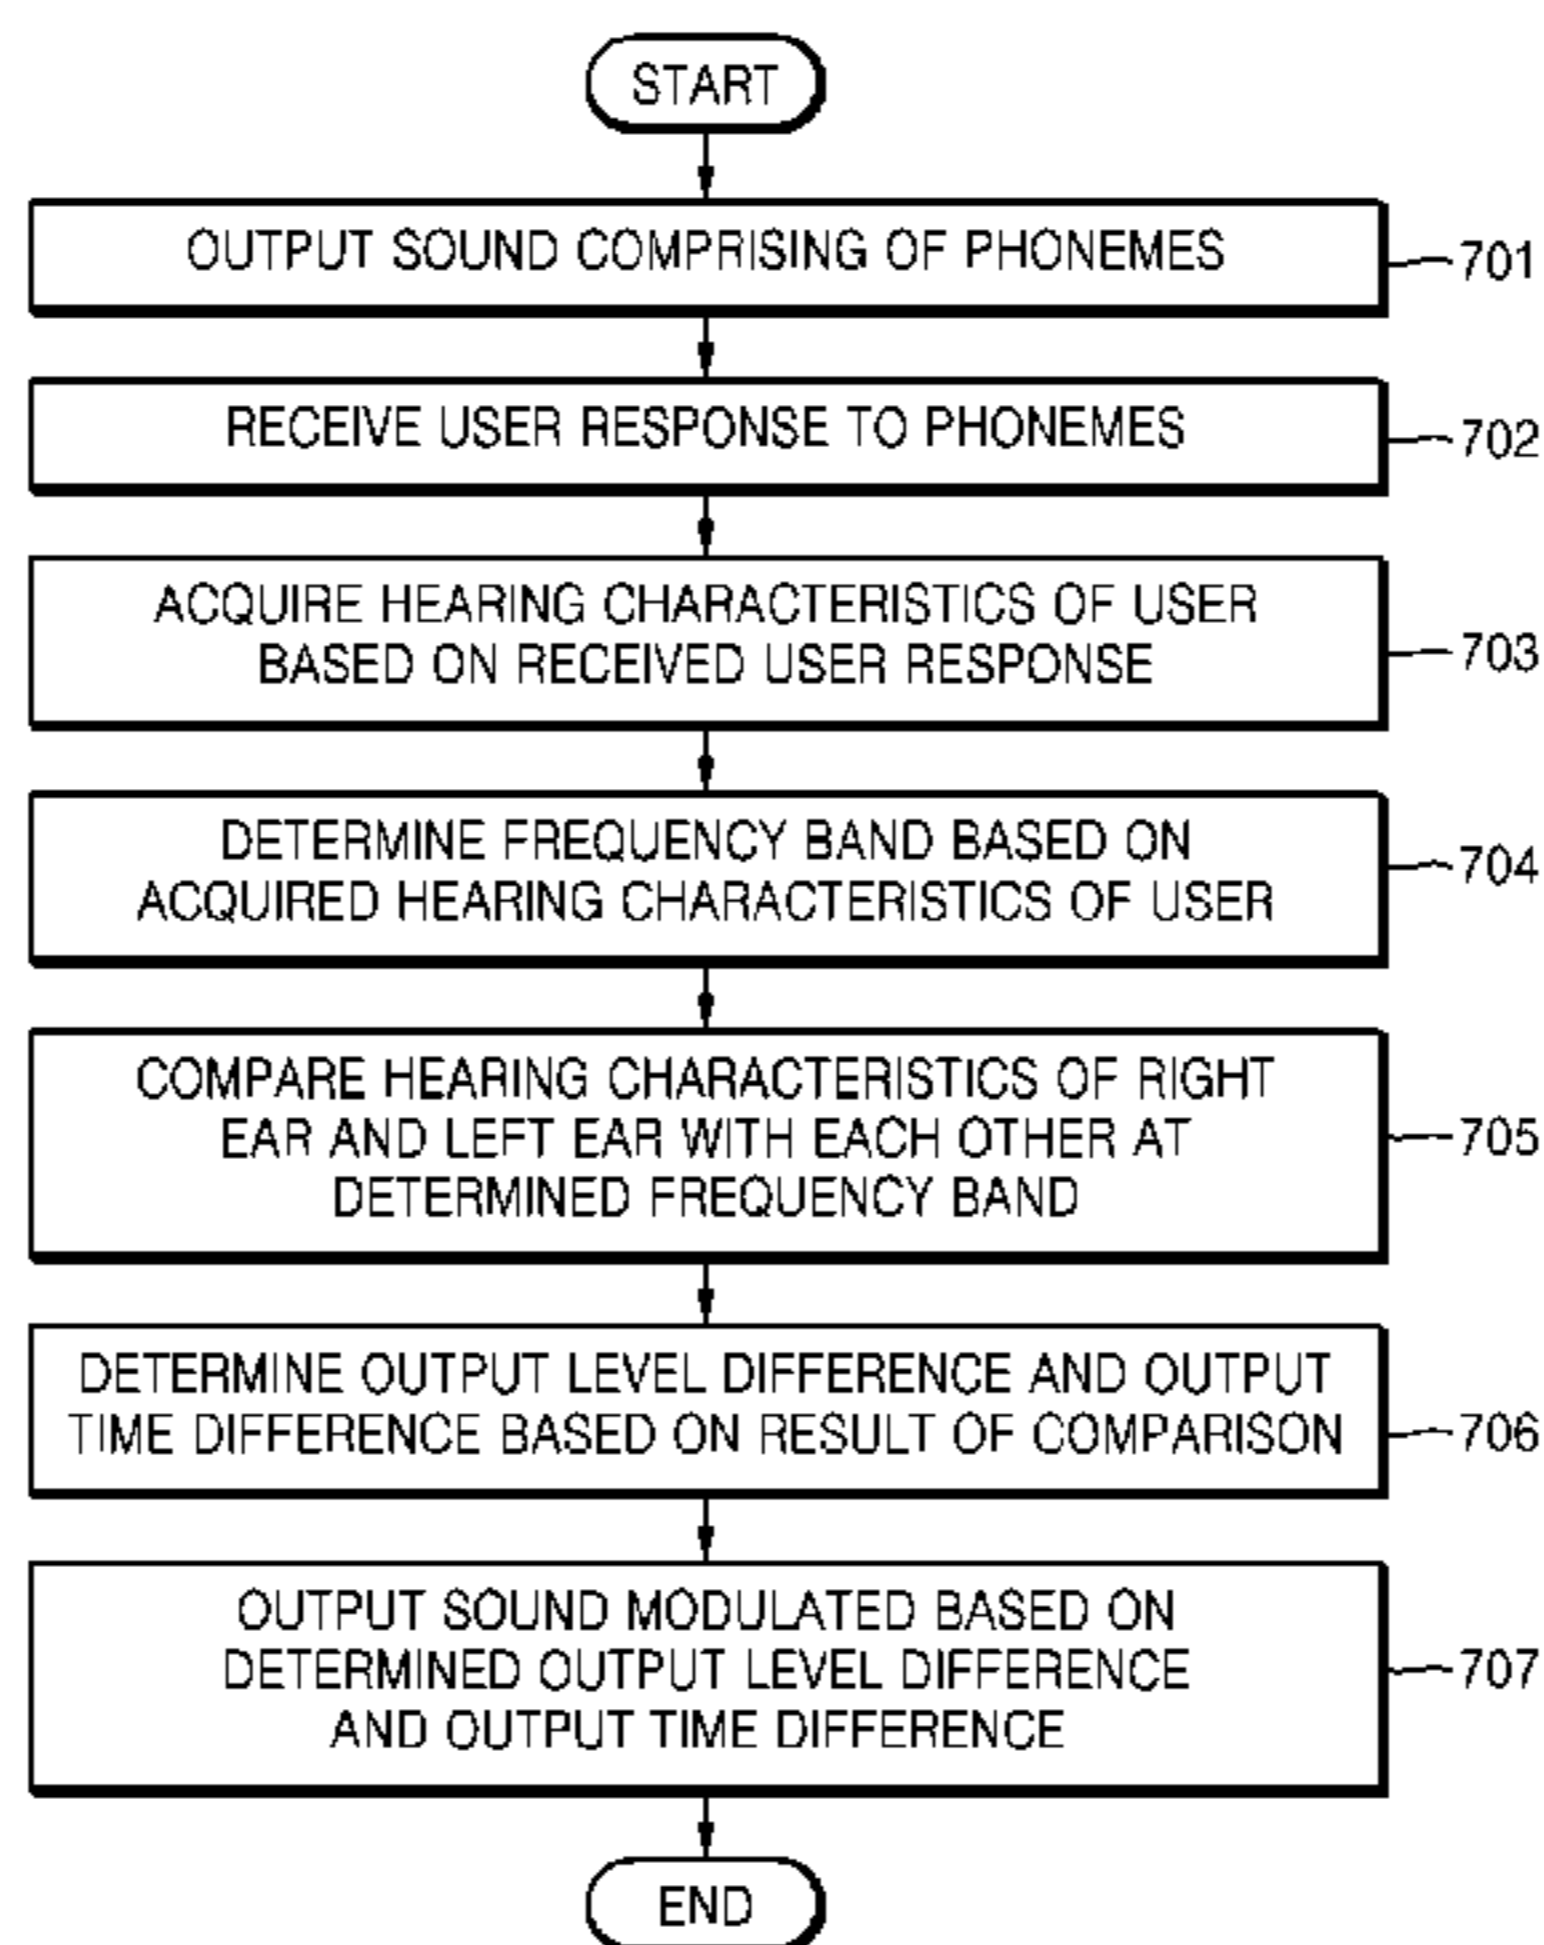 START
OUTPUT SOUND COMPRISING OF PHONEMES
701
RECEIVE USER RESPONSE TO PHONEMES
702
ACQUIRE HEARING CHARACTERISTICS OF USER
BASED ON RECEIVED USER RESPONSE
703
DETERMINE FREQUENCY BAND BASED ON
ACQUIRED HEARING CHARACTERISTICS OF USER
704
COMPARE HEARING CHARACTERISTICS OF RIGHT
EAR AND LEFT EAR WITH EACH OTHER AT
DETERMINED FREQUENCY BAND
705
DETERMINE OUTPUT LEVEL DIFFERENCE AND OUTPUT
TIME DIFFERENCE BASED ON RESULT OF COMPARISON
706
OUTPUT SOUND MODULATED BASED ON
DETERMINED OUTPUT LEVEL DIFFERENCE
AND OUTPUT TIME DIFFERENCE
707
END